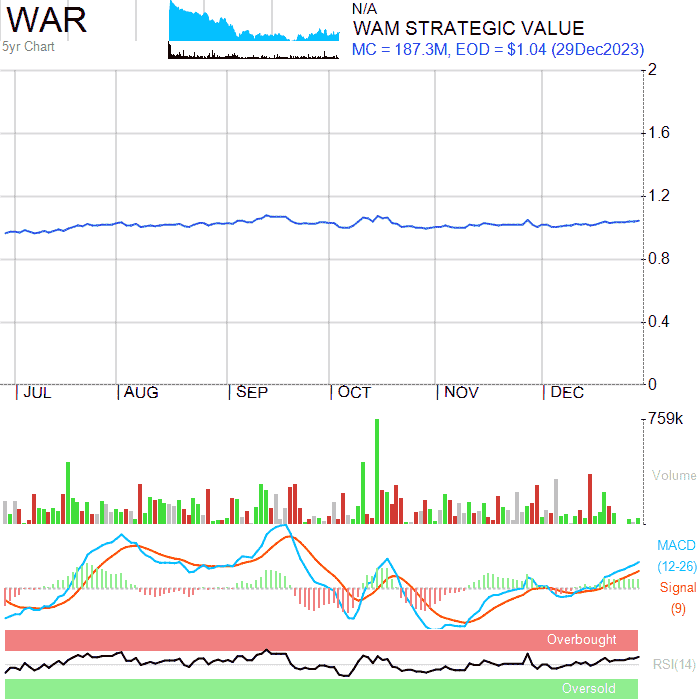 WAR
5yr Chart
N/A
WAM STRATEGIC VALUE
MC = 187.3M, EOD = $1.04 (29Dec2023)
2
1.6
1.2
0.8
0.4
0
JUL AUG SEP OCT NOV DEC
759k
Volume
MACD
(12-26)
Signal
(9)
Overbought
RSI(14)
Oversold